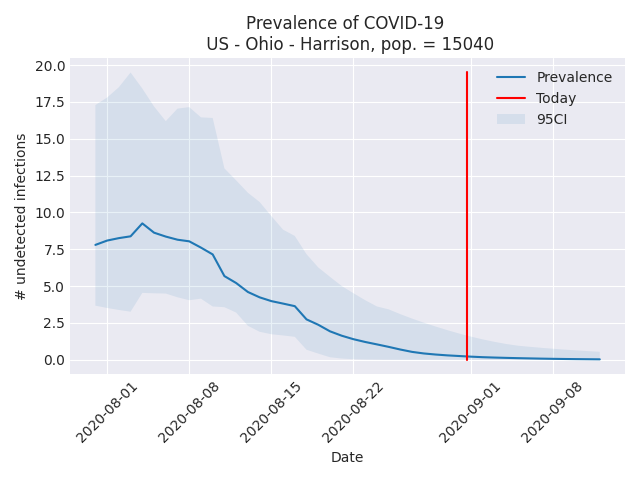 Prevalence of COVID-19
US - Ohio - Harrison, pop. = 15040
20.0
17.5
15.0
12.5
10.0
7.5
5.0
2.5
0.0
# undetected infections
Prevalence
Today
95CI
2020-08-01
2020-08-08
2020-08-15
2020-08-22
2020-09-01
2020-09-08
Date